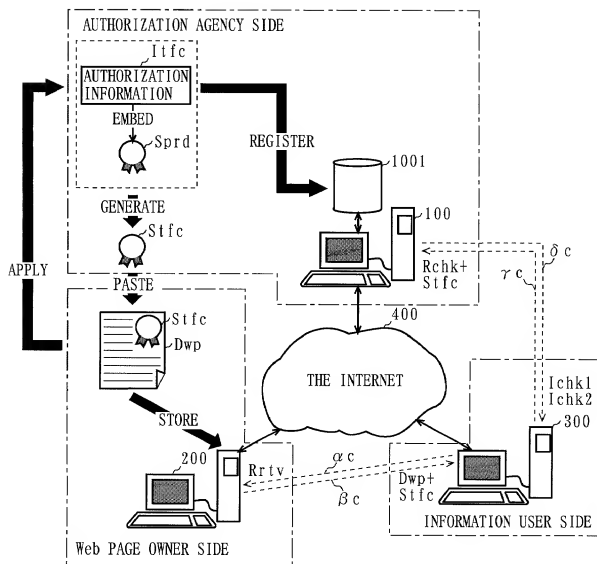 AUTHORIZATION AGENCY SIDE
Itfc
AUTHORIZATION
INFORMATION
EMBED
Sprd
REGISTER
1001
GENERATE
100
Stfc
δc
γc
APPLY
Rchk+
Stfc
PASTE
400
Stfc
Dwp
THE INTERNET
Ichk1
Ichk2
STORE
300
200
Rrtv
αc
βc
Dwp+
Stfc
INFORMATION USER SIDE
Web PAGE OWNER SIDE